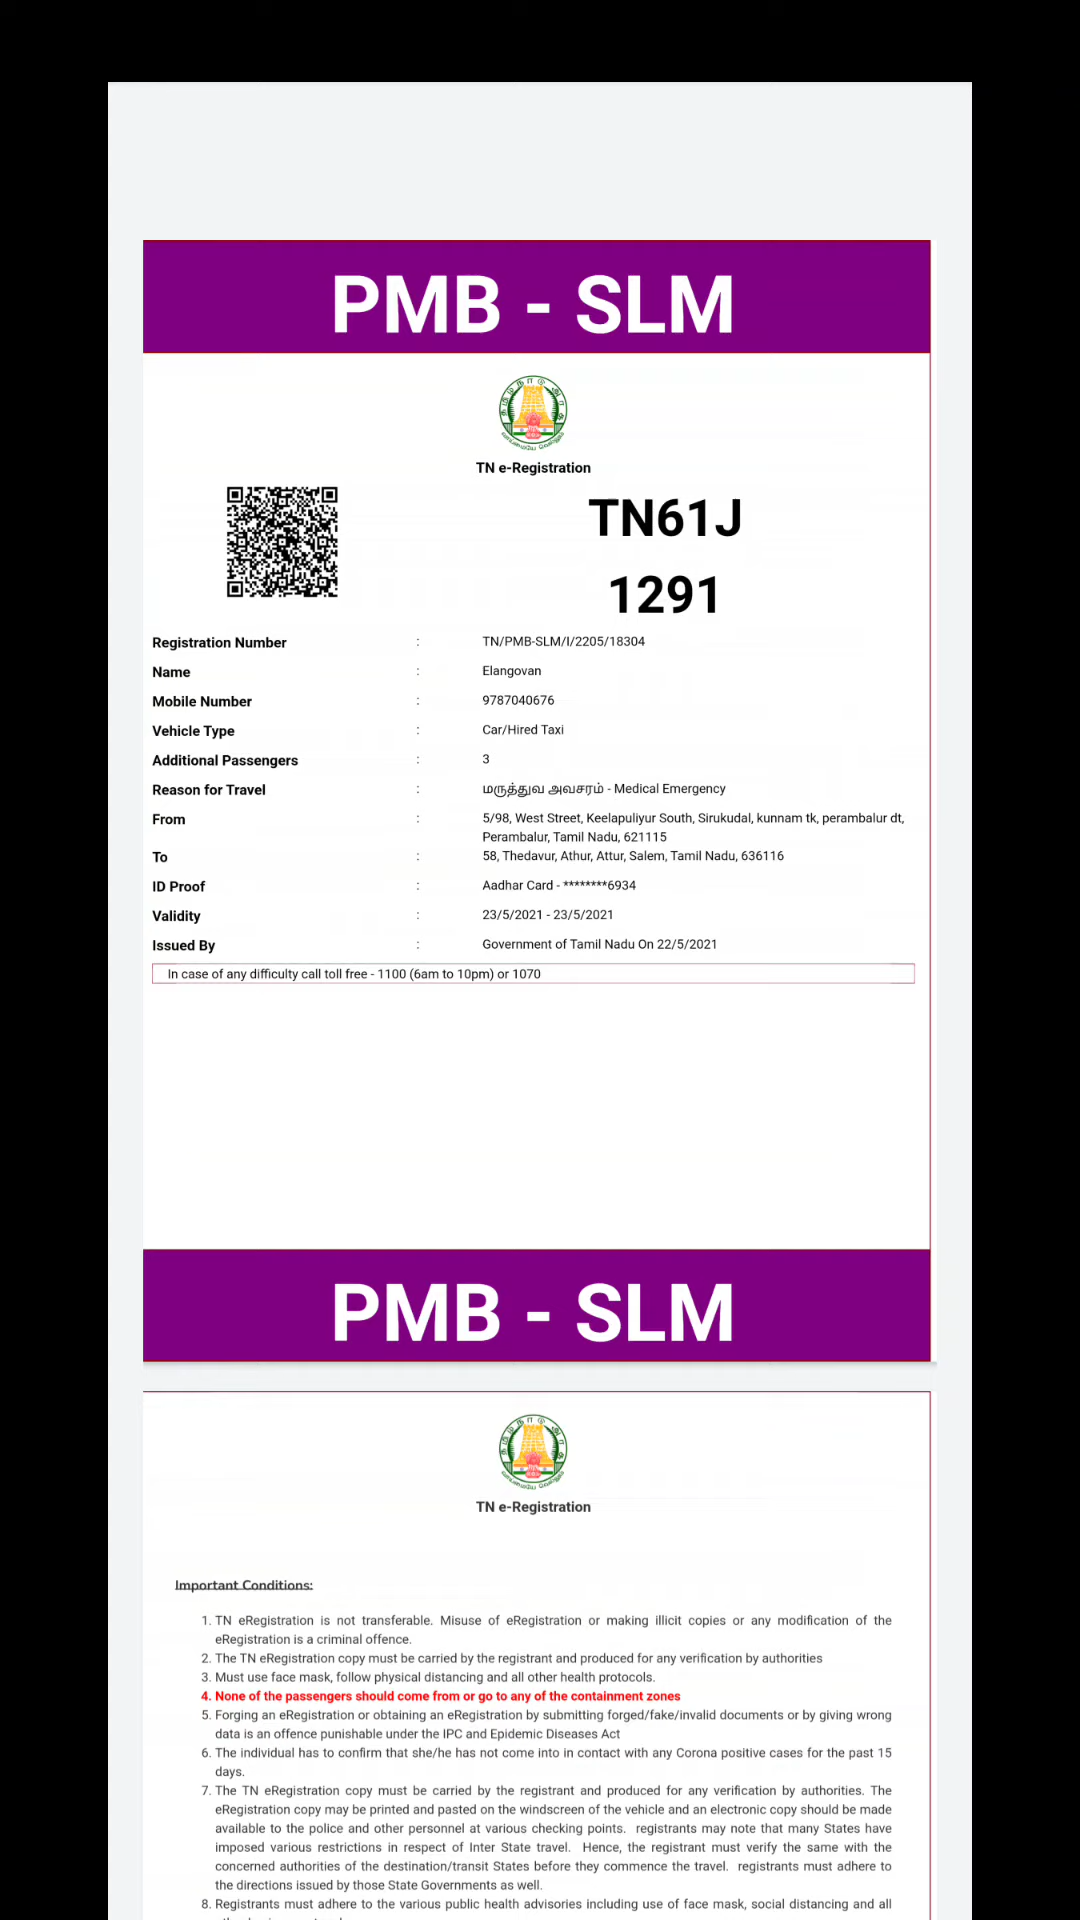 PMB - SLM
TN e-Registration
TN61J
1291
Registration Number : TN/PMB-SLM/I/2205/18304
Name : Elangovan
Mobile Number : 9787040676
Vehicle Type : Car/Hired Taxi
Additional Passengers : 3
Reason for Travel : மருத்துவ அவசரம் - Medical Emergency
From : 5/98, West Street, Keelapuliyur South, Sirukudal, kunnam tk, perambalur dt,
Perambalur, Tamil Nadu, 621115
To : 58, Thedavur, Athur, Attur, Salem, Tamil Nadu, 636116
ID Proof : Aadhar Card - ********6934
Validity : 23/5/2021 - 23/5/2021
Issued By : Government of Tamil Nadu On 22/5/2021
In case of any difficulty call toll free - 1100 (6am to 10pm) or 1070
PMB - SLM
TN e-Registration
Important Conditions:
1. TN eRegistration is not transferable. Misuse of eRegistration or making illicit copies or any modification of the
eRegistration is a criminal offence.
2. The TN eRegistration copy must be carried by the registrant and produced for any verification by authorities
3. Must use face mask, follow physical distancing and all other health protocols.
4. None of the passengers should come from or go to any of the containment zones
5. Forging an eRegistration or obtaining an eRegistration by submitting forged/fake/invalid documents or by giving wrong
data is an offence punishable under the IPC and Epidemic Diseases Act
6. The individual has to confirm that she/he has not come into in contact with any Corona positive cases for the past 15
days.
7. The TN eRegistration copy must be carried by the registrant and produced for any verification by authorities. The
eRegistration copy may be printed and pasted on the windscreen of the vehicle and an electronic copy should be made
available to the police and other personnel at various checking points. registrants may note that many States have
imposed various restrictions in respect of Inter State travel. Hence, the registrant must verify the same with the
concerned authorities of the destination/transit States before they commence the travel. registrants must adhere to
the directions issued by those State Governments as well.
8. Registrants must adhere to the various public health advisories including use of face mask, social distancing and all